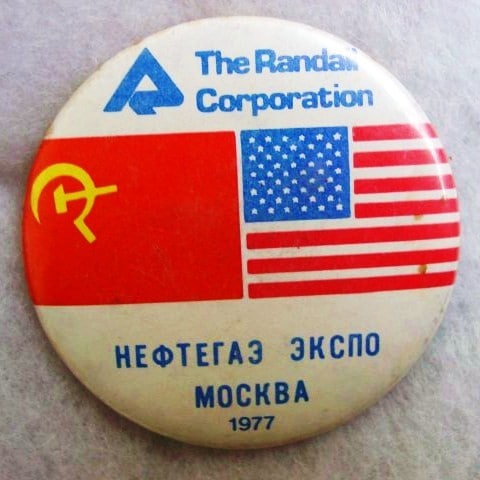 The Randall
Corporation
НЕФТЕГАЗ ЭКСПО
МОСКВА
1977